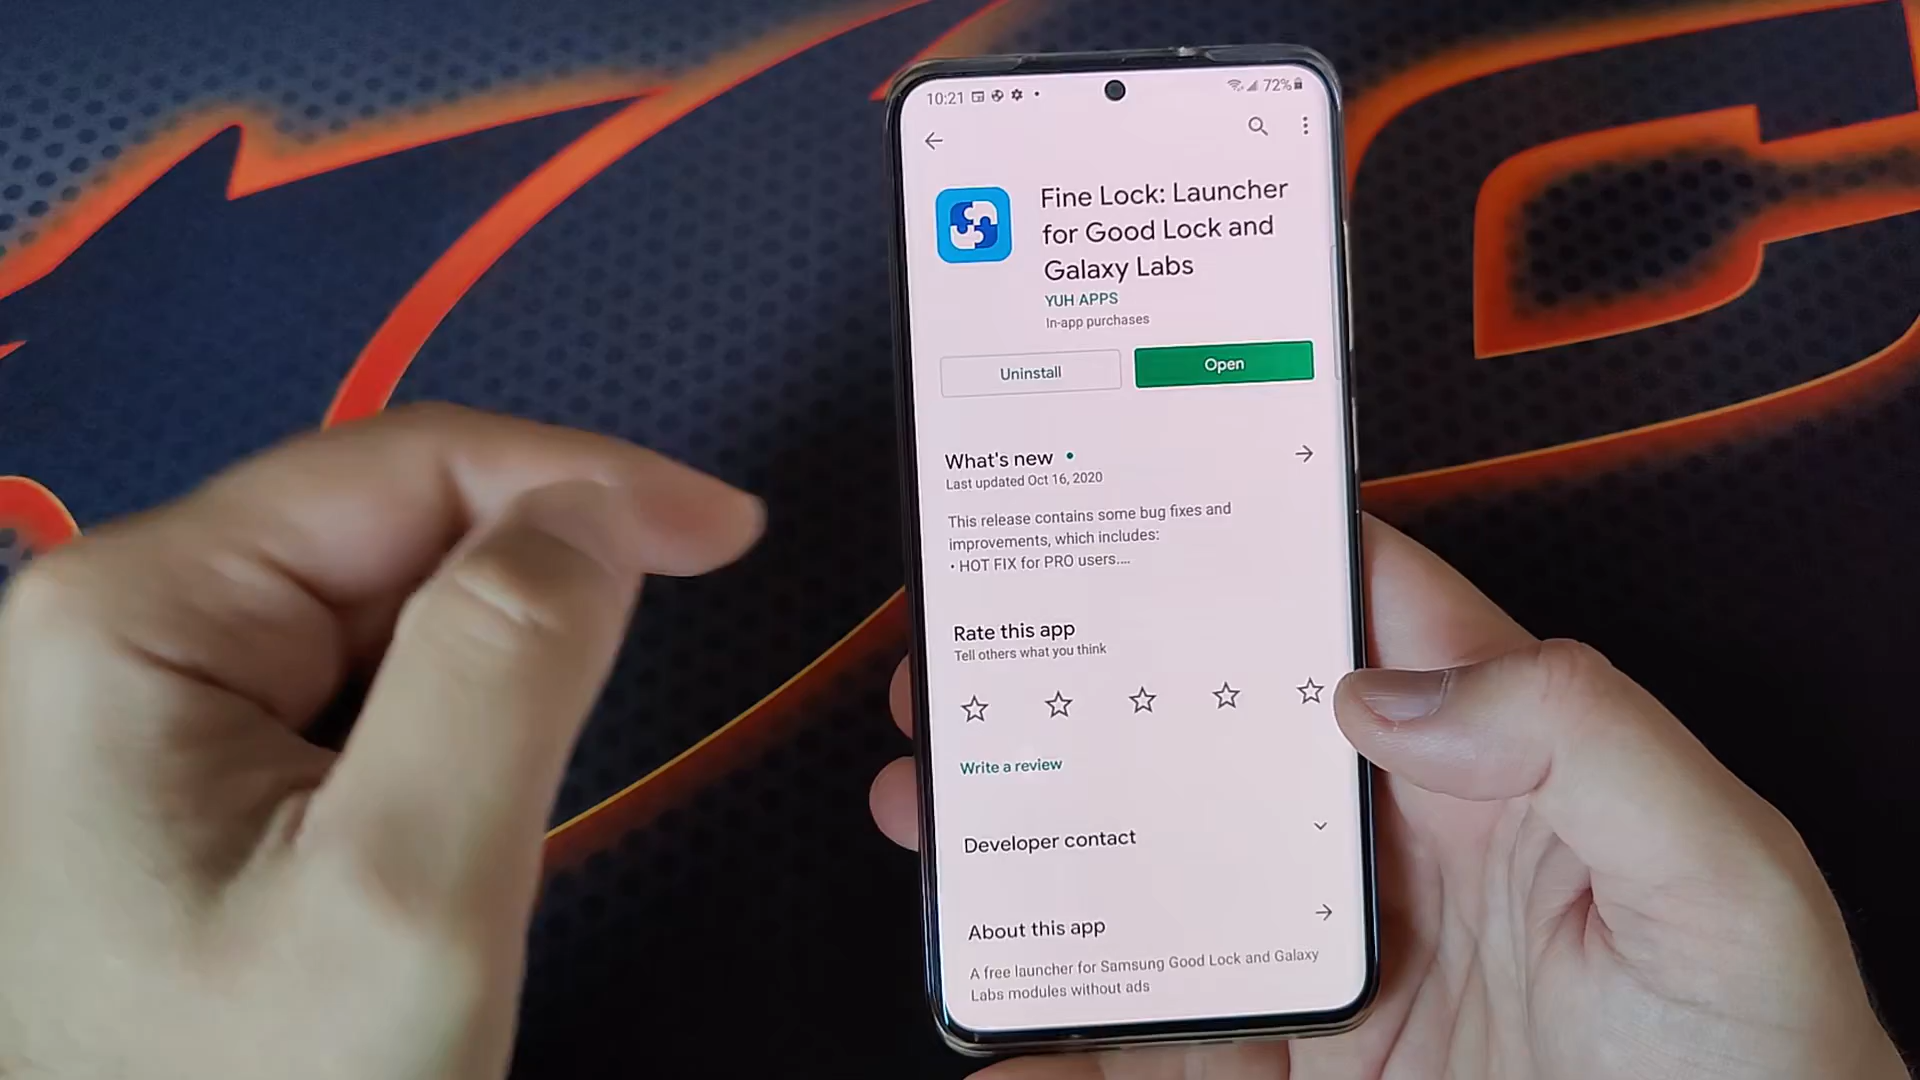 10:21
72%
Fine Lock: Launcher
for Good Lock and
Galaxy Labs
YUH APPS
In-app purchases
Uninstall
Open
What's new
Last updated Oct 16, 2020
This release contains some bug fixes and
improvements, which includes:
• HOT FIX for PRO users....
Rate this app
Tell others what you think
Write a review
Developer contact
About this app
A free launcher for Samsung Good Lock and Galaxy
Labs modules without ads